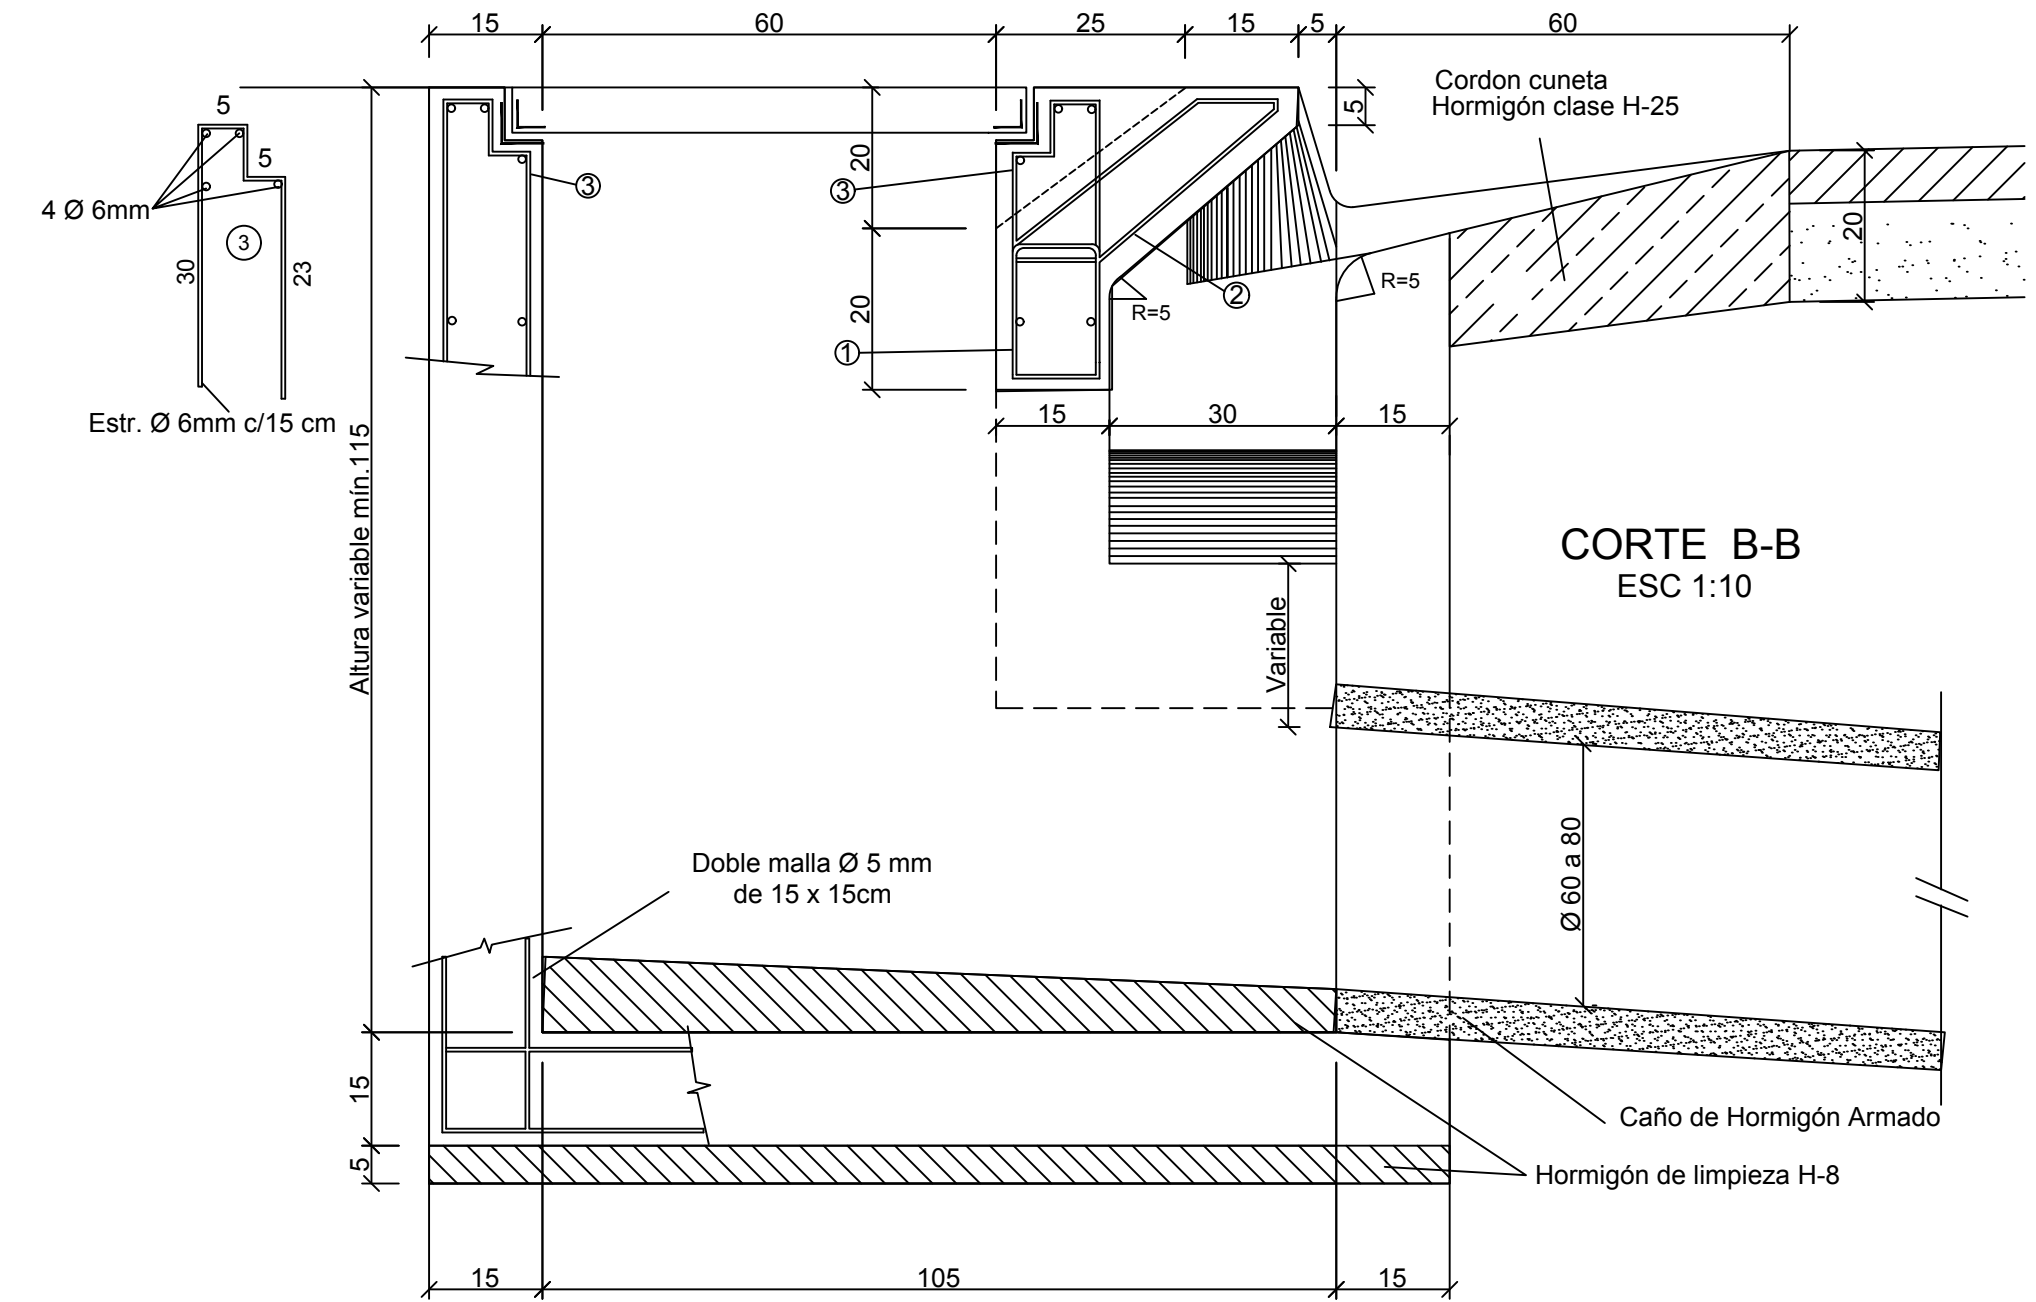 15
60
25
15
5
60
5
5
4 Ø 6mm
3
30
23
Estr. Ø 6mm c/15 cm
Altura variable mín.115
3
20
20
3
1
2
R=5
R=5
5
Cordon cuneta
Hormigón clase H-25
20
15
30
15
CORTE B-B
ESC 1:10
Variable
Ø 60 a 80
Doble malla Ø 5 mm
de 15 x 15cm
15
5
Caño de Hormigón Armado
Hormigón de limpieza H-8
15
105
15